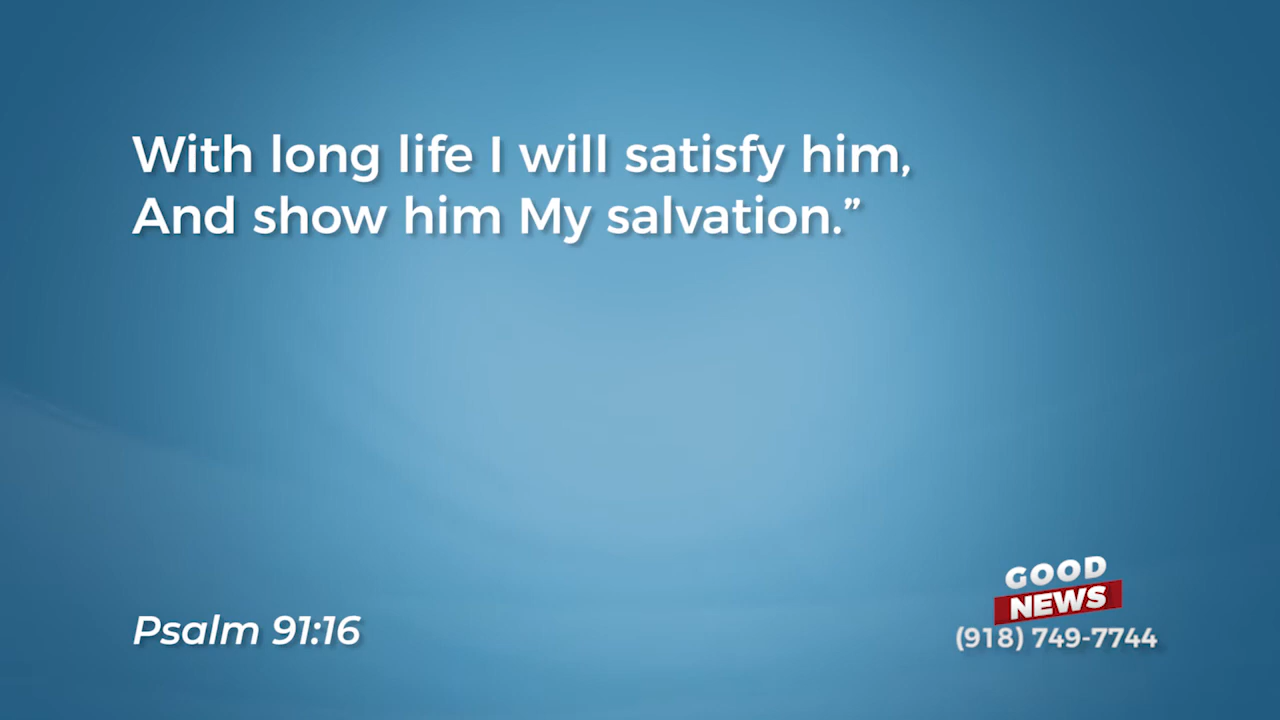 With long life I will satisfy him,
And show him My salvation.”
Psalm 91:16
GOOD
NEWS
(918) 749-7744